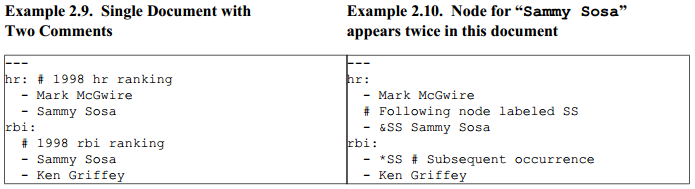 Example 2.9. Single Document with
Two Comments
---
hr: # 1998 hr ranking
  - Mark McGwire
  - Sammy Sosa
rbi:
  # 1998 rbi ranking
  - Sammy Sosa
  - Ken Griffey
Example 2.10. Node for “Sammy Sosa”
appears twice in this document
---
hr:
  - Mark McGwire
  # Following node labeled SS
  - &SS Sammy Sosa
rbi:
  - *SS # Subsequent occurrence
  - Ken Griffey